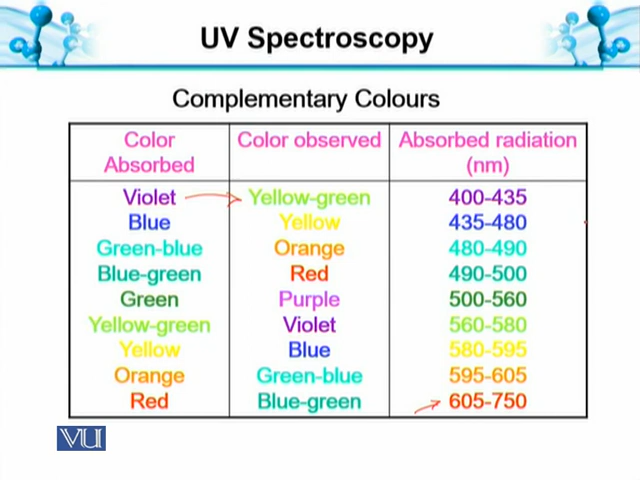 UV Spectroscopy
Complementary Colours
Color Absorbed Color observed Absorbed radiation (nm)
Violet Yellow-green 400-435
Blue Yellow 435-480
Green-blue Orange 480-490
Blue-green Red 490-500
Green Purple 500-560
Yellow-green Violet 560-580
Yellow Blue 580-595
Orange Green-blue 595-605
Red Blue-green 605-750
VU